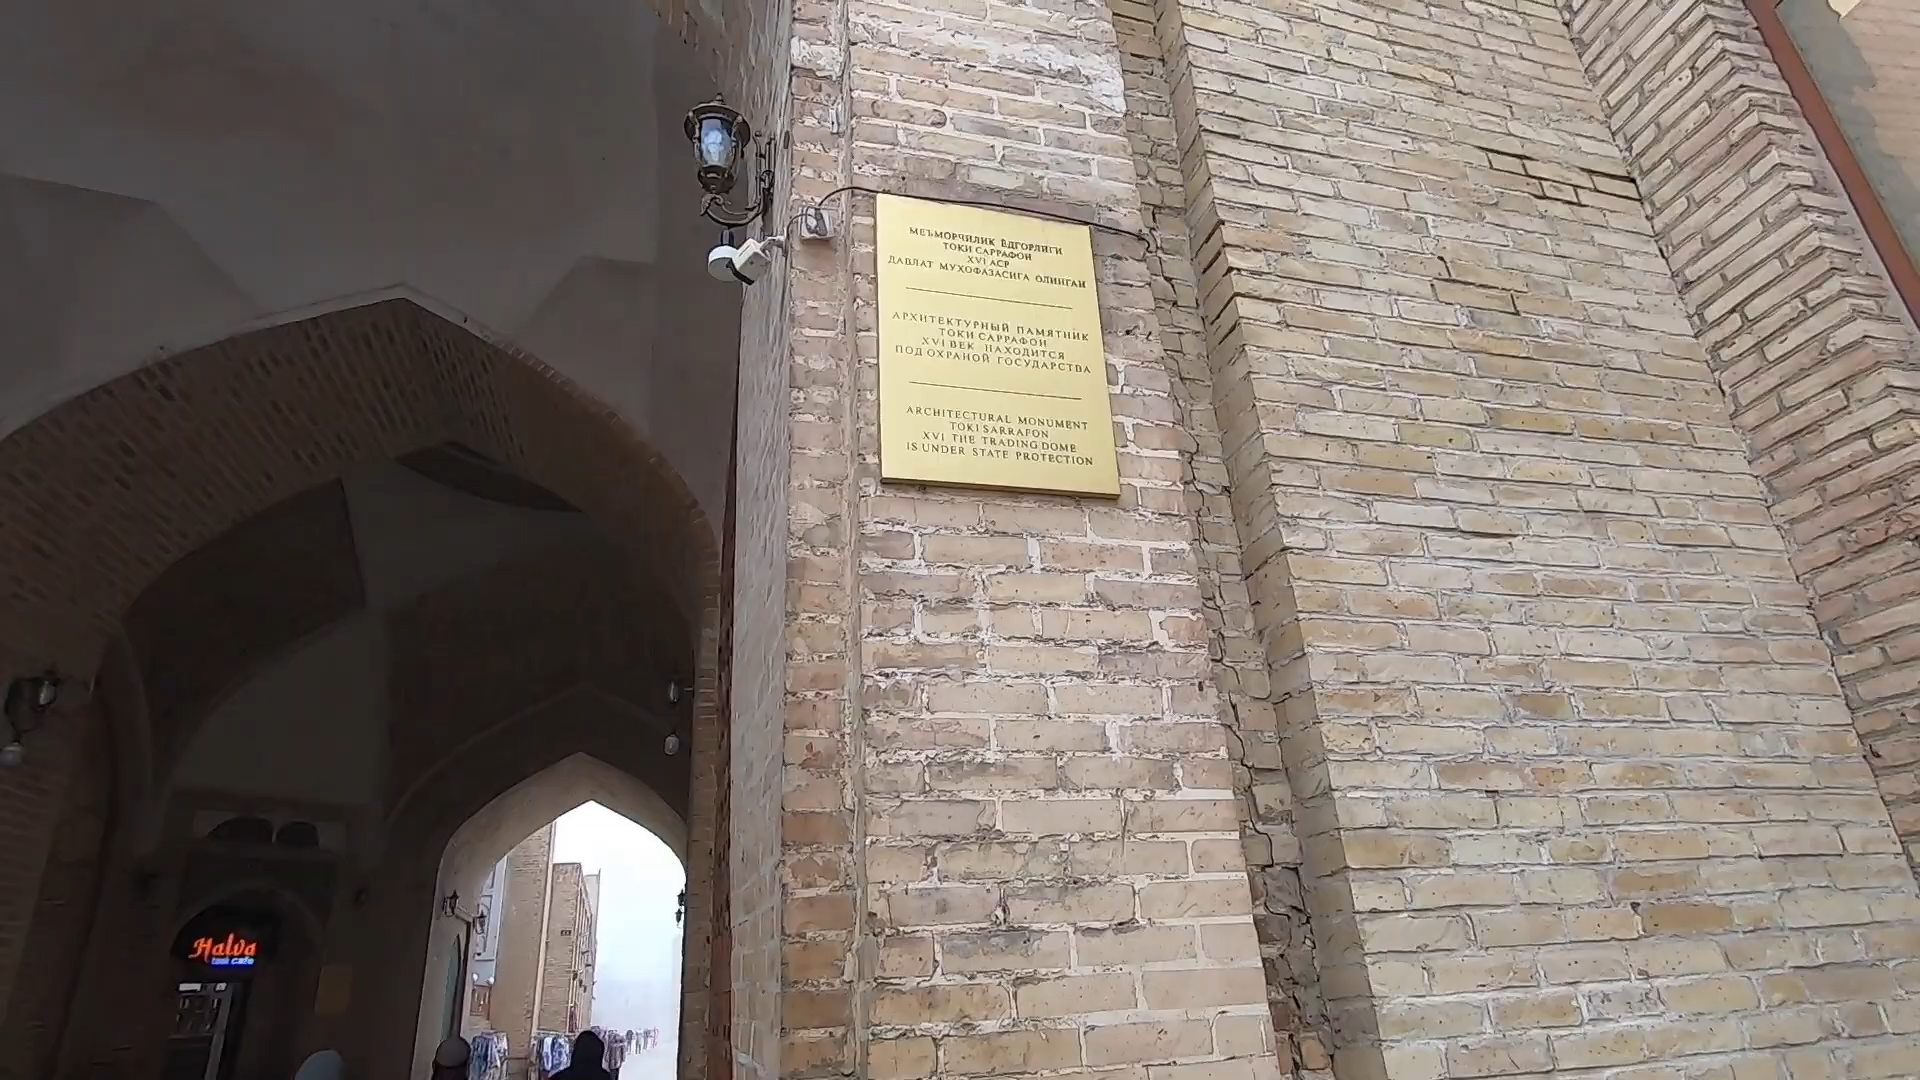 МЕЪМОРЧИЛИК ЁДГОРЛИГИ
ТОКИ САРРАФОН
XVI АСР
ДАВЛАТ МУХОФАЗАСИГА ОЛИНГАН
АРХИТЕКТУРНЫЙ ПАМЯТНИК
ТОКИ САРРАФОН
XVI ВЕК НАХОДИТСЯ
ПОД ОХРАНОЙ ГОСУДАРСТВА
ARCHITECTURAL MONUMENT
TOKI SARRAFON
XVI THE TRADING DOME
IS UNDER STATE PROTECTION
Halva
cafe